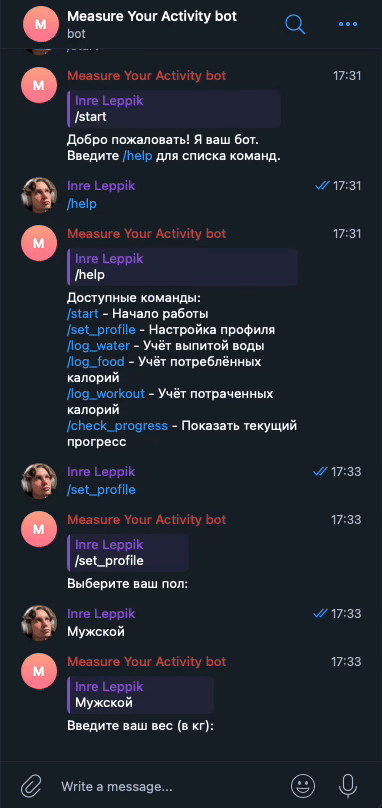 Measure Your Activity bot
bot
/start
Measure Your Activity bot 17:31
Inre Leppik
/start
Добро пожаловать! Я ваш бот.
Введите /help для списка команд.
Inre Leppik 17:31
/help
Measure Your Activity bot 17:31
Inre Leppik
/help
Доступные команды:
/start - Начало работы
/set_profile - Настройка профиля
/log_water - Учёт выпитой воды
/log_food - Учёт потреблённых
калорий
/log_workout - Учёт потраченных
калорий
/check_progress - Показать текущий
прогресс
Inre Leppik 17:33
/set_profile
Measure Your Activity bot 17:33
Inre Leppik
/set_profile
Выберите ваш пол:
Inre Leppik 17:33
Мужской
Measure Your Activity bot 17:33
Inre Leppik
Мужской
Введите ваш вес (в кг):
Write a message...